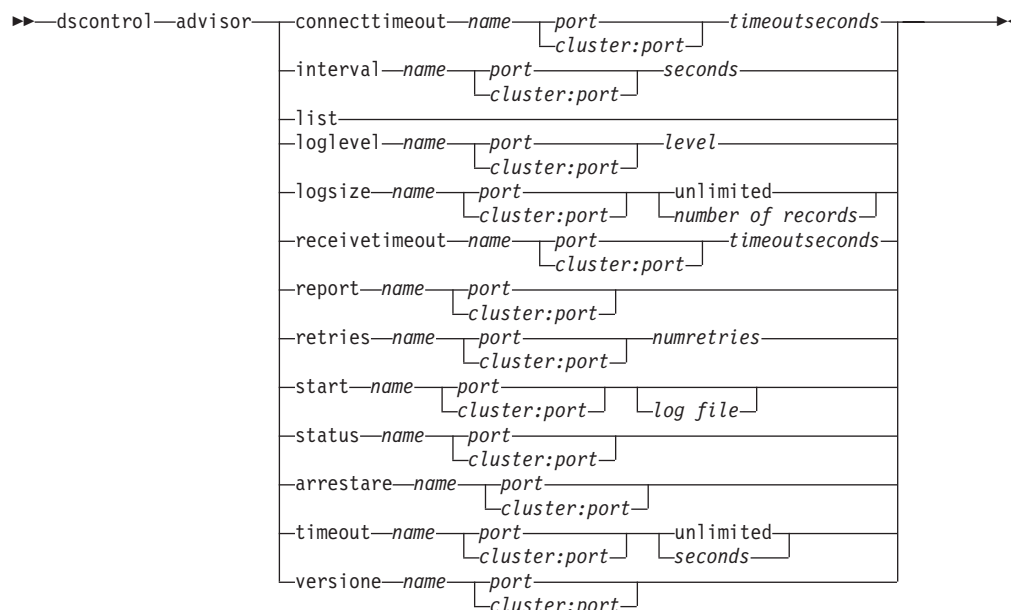 dscontrol advisor connecttimeout name port timeoutseconds
cluster:port
interval name port seconds
cluster:port
list
loglevel name port level
cluster:port
logsize name port unlimited
cluster:port number of records
receivetimeout name port timeoutseconds
cluster:port
report name port
cluster:port
retries name port numretries
cluster:port
start name port
cluster:port log file
status name port
cluster:port
arrestare name port
cluster:port
timeout name port unlimited
cluster:port seconds
versione name port
cluster:port